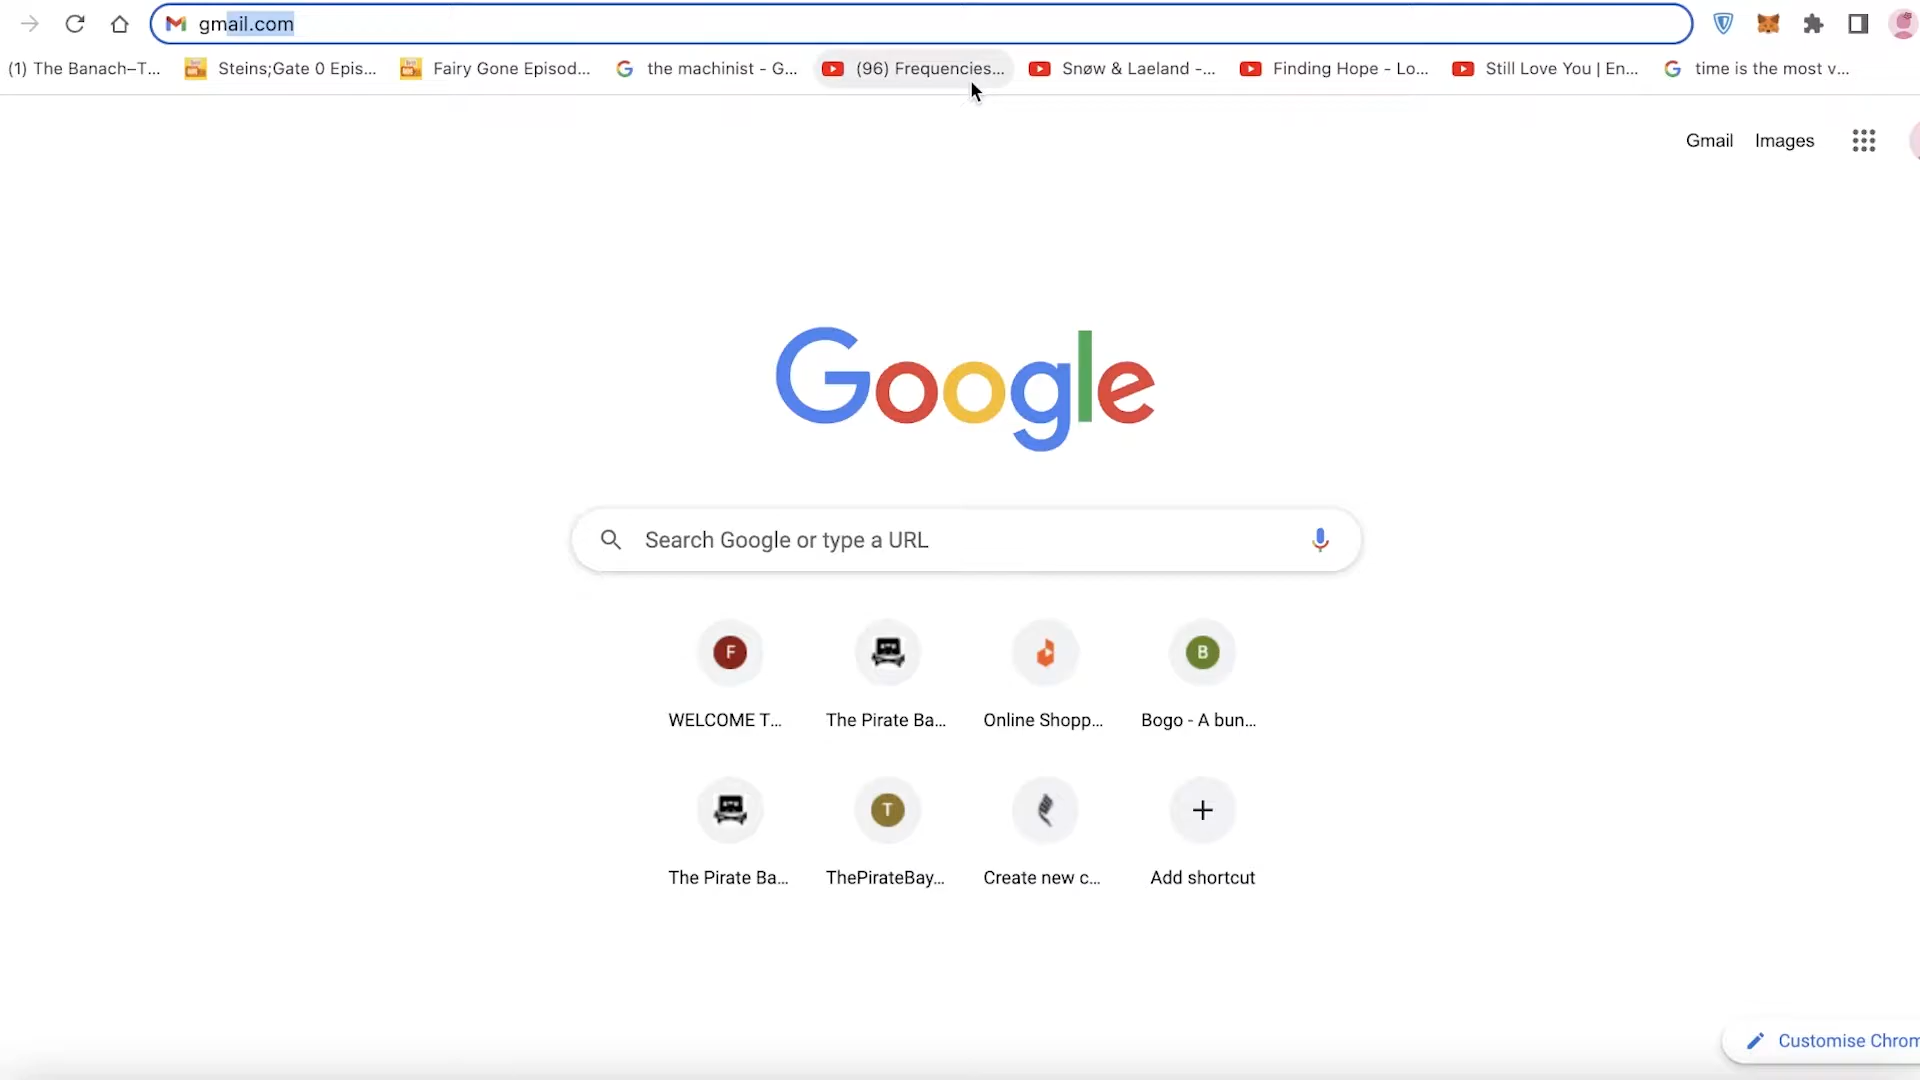 gmail.com
(1) The Banach–T... Steins;Gate 0 Epis... Fairy Gone Episod... the machinist - G... (96) Frequencies... Snøw & Laeland -... Finding Hope - Lo... Still Love You | En... time is the most v...
Gmail Images
Google
Search Google or type a URL
F B
WELCOME T... The Pirate Ba... Online Shopp... Bogo - A bun...
T
The Pirate Ba... ThePirateBay... Create new c... Add shortcut
Customise Chrom